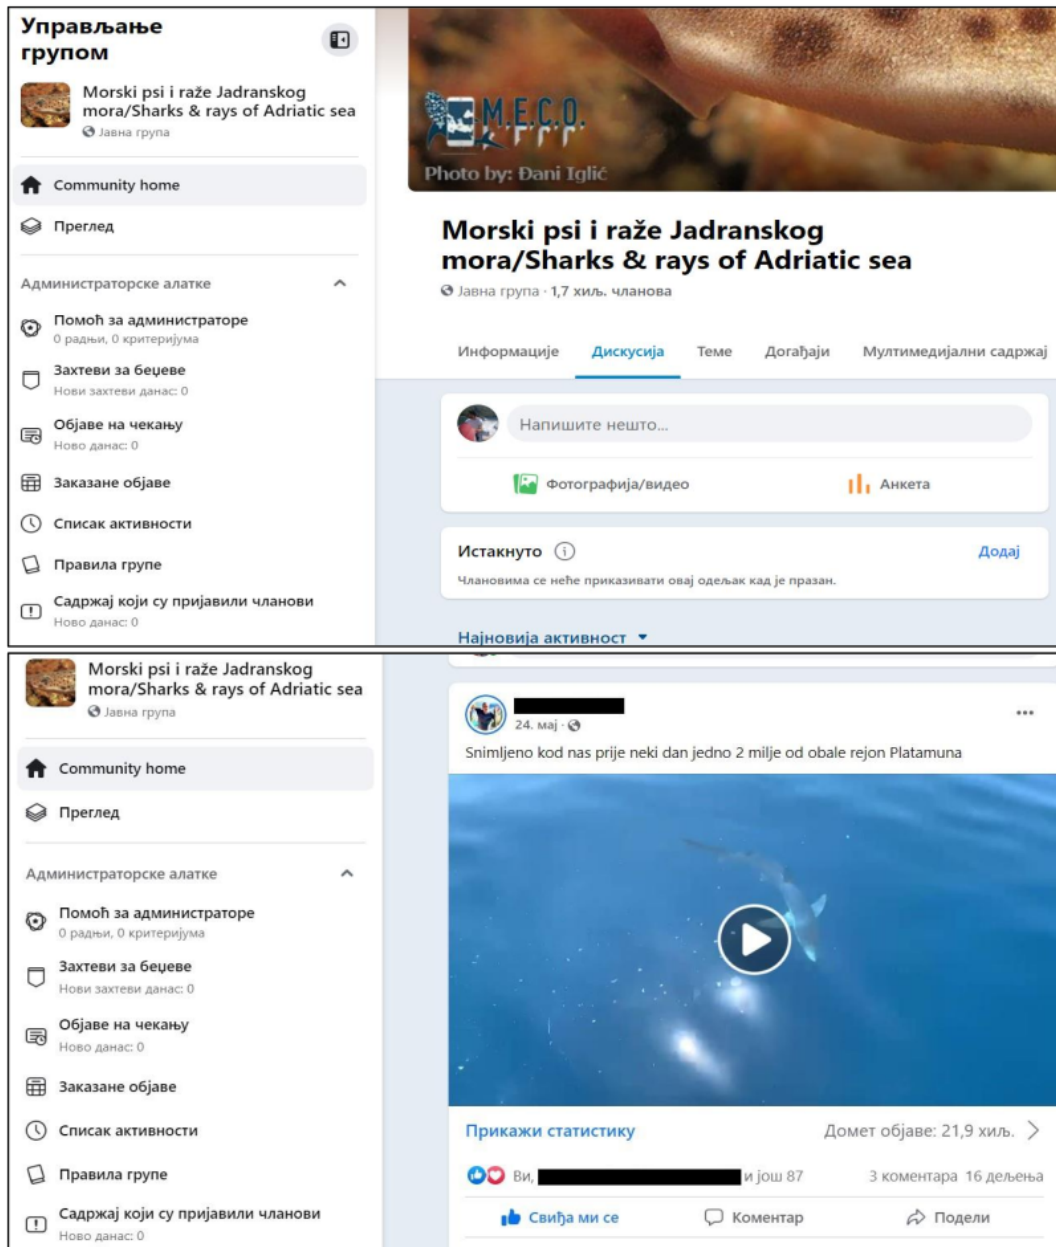 Управљање
групом
Morski psi i raže Jadranskog
mora/Sharks & rays of Adriatic sea
Јавна група
Community home
Преглед
Администраторске алатке
Помоћ за администраторе
0 радњи, 0 критеријума
Захтеви за беџеве
Нови захтеви данас: 0
Објаве на чекању
Ново данас: 0
Заказане објаве
Списак активности
Правила групе
Садржај који су пријавили чланови
Ново данас: 0
M.E.C.O.
Photo by: Đani Iglić
Morski psi i raže Jadranskog
mora/Sharks & rays of Adriatic sea
Јавна група · 1,7 хиљ. чланова
Информације Дискусија Теме Догађаји Мултимедијални садржај
Напишите нешто...
Фотографија/видео Анкета
Истакнуто Додај
Члановима се неће приказивати овај одељак кад је празан.
Најновија активност
Morski psi i raže Jadranskog
mora/Sharks & rays of Adriatic sea
Јавна група
Community home
Преглед
Администраторске алатке
Помоћ за администраторе
0 радњи, 0 критеријума
Захтеви за беџеве
Нови захтеви данас: 0
Објаве на чекању
Ново данас: 0
Заказане објаве
Списак активности
Правила групе
Садржај који су пријавили чланови
Ново данас: 0
24. мај ·
Snimljeno kod nas prije neki dan jedno 2 milje od obale rejon Platamuna
Прикажи статистику Домет објаве: 21,9 хиљ.
Ви, и још 87 3 коментара 16 дељења
Свиђа ми се Коментар Подели